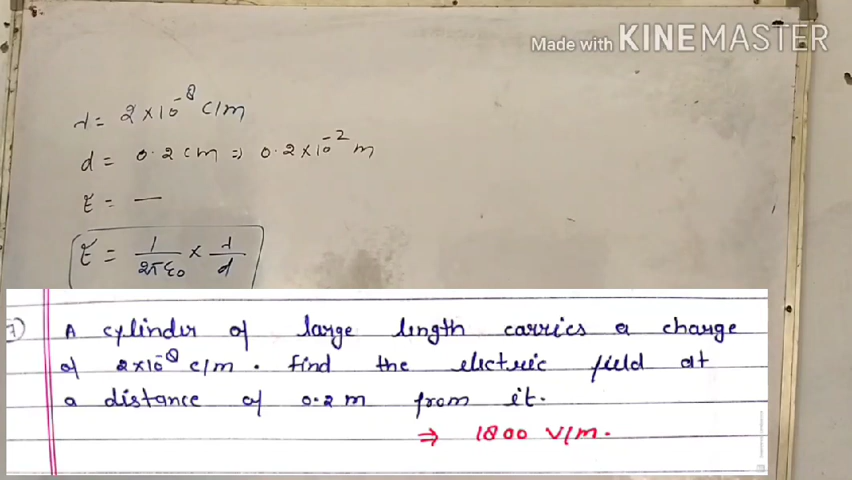 Made with KINEMASTER
λ = 2×10⁻⁸ C/m
d = 0.2 cm ⇒ 0.2×10⁻² m
E = —
E = 1/2πε₀ × λ/d
7) A cylinder of large length carries a charge
of 2×10⁻⁸ c/m. find the electric field at
a distance of 0.2 m from it.
⇒ 1800 V/m.